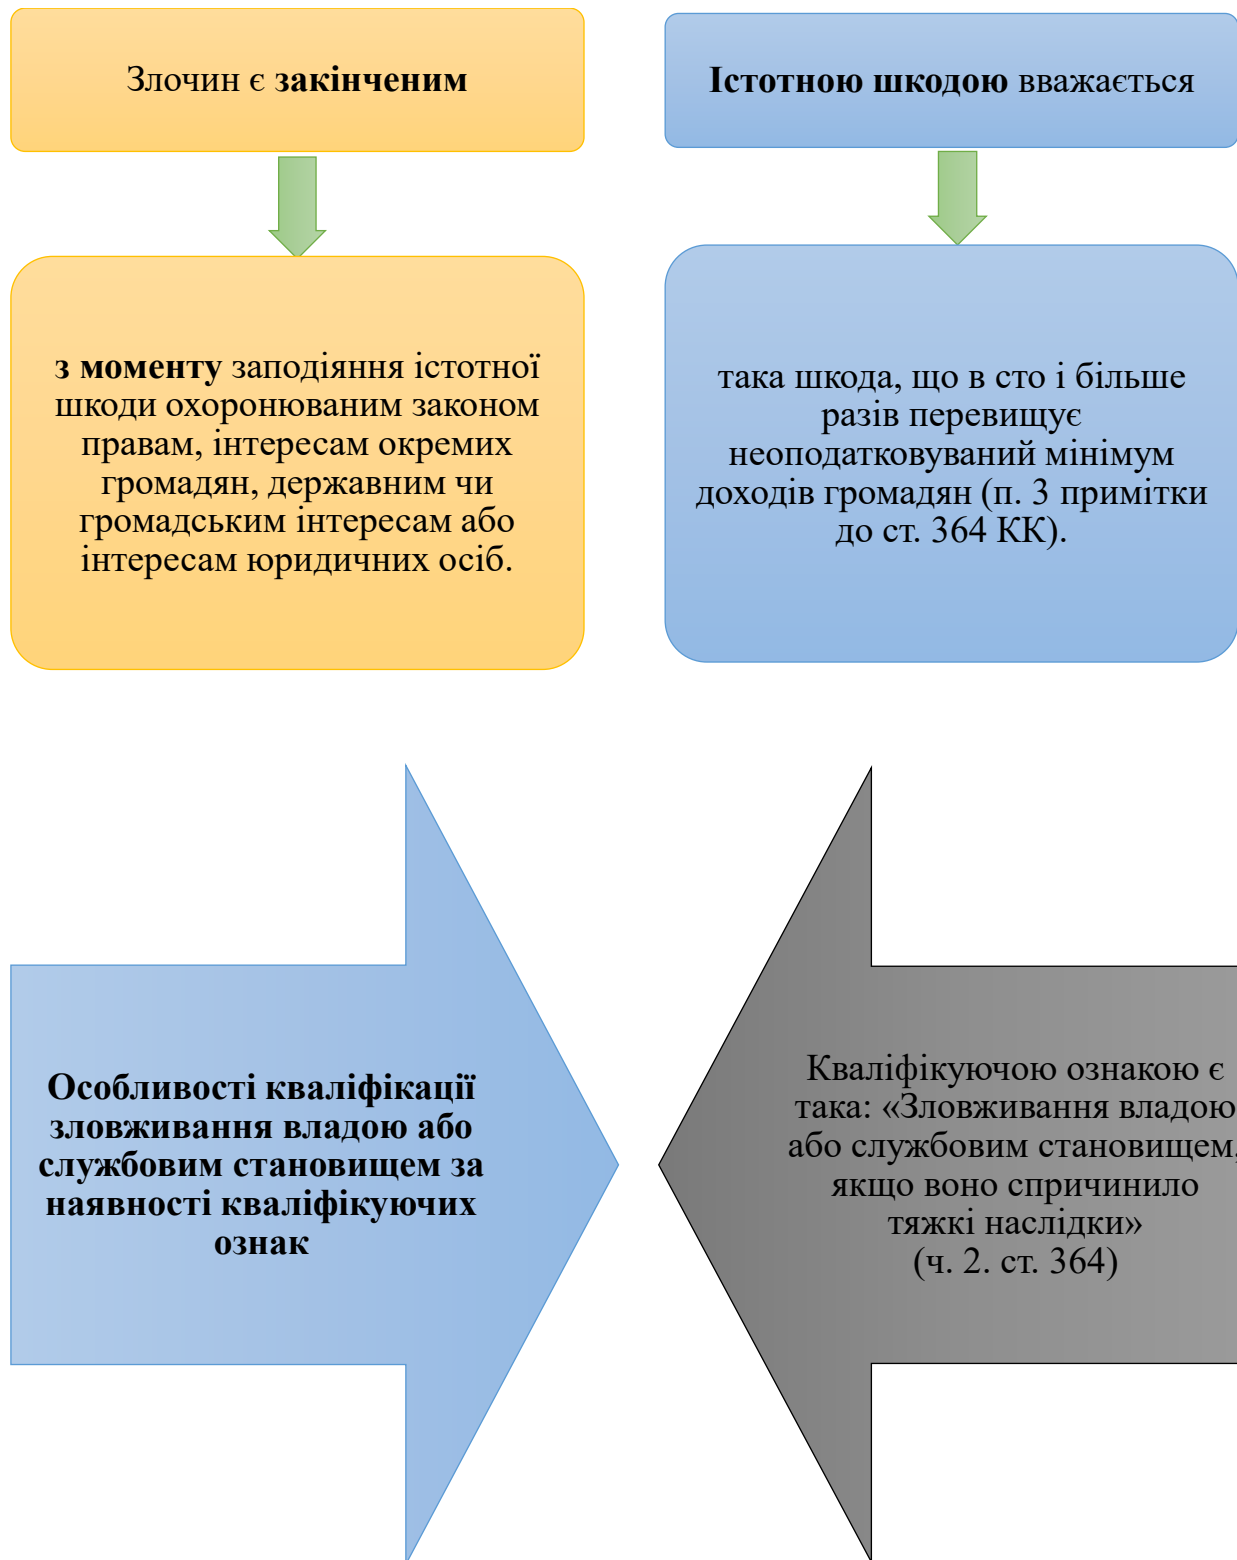 Злочин є закінченим
з моменту заподіяння істотної
шкоди охоронюваним законом
правам, інтересам окремих
громадян, державним чи
громадським інтересам або
інтересам юридичних осіб.
Істотною шкодою вважається
така шкода, що в сто і більше
разів перевищує
неоподатковуваний мінімум
доходів громадян (п. 3 примітки
до ст. 364 КК).
Особливості кваліфікації
зловживання владою або
службовим становищем за
наявності кваліфікуючих
ознак
Кваліфікуючою ознакою є
така: «Зловживання владою
або службовим становищем,
якщо воно спричинило
тяжкі наслідки»
(ч. 2. ст. 364)